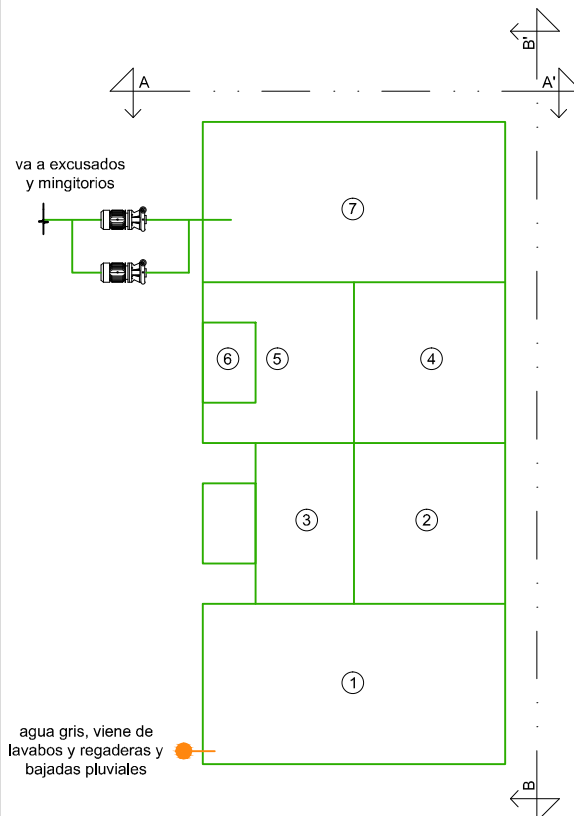 B'
A
A'
va a excusados
y mingitorios
7
6
5
4
3
2
1
agua gris, viene de
lavabos y regaderas y
bajadas pluviales
B